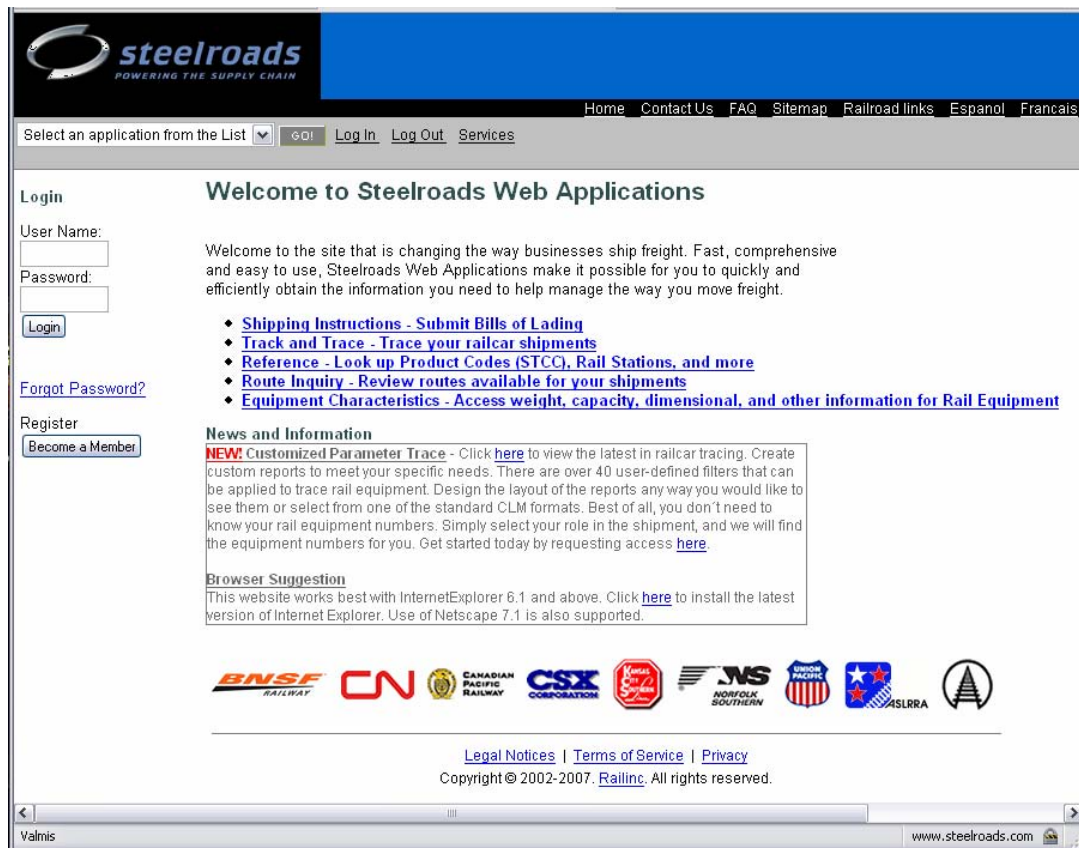 steelroads
POWERING THE SUPPLY CHAIN
Home Contact Us FAQ Sitemap Railroad links Espanol Francais
Select an application from the List GO! Log In Log Out Services
Login
User Name:
Password:
Login
Forgot Password?
Register
Become a Member
Welcome to Steelroads Web Applications
Welcome to the site that is changing the way businesses ship freight. Fast, comprehensive
and easy to use, Steelroads Web Applications make it possible for you to quickly and
efficiently obtain the information you need to help manage the way you move freight.
Shipping Instructions - Submit Bills of Lading
Track and Trace - Trace your railcar shipments
Reference - Look up Product Codes (STCC), Rail Stations, and more
Route Inquiry - Review routes available for your shipments
Equipment Characteristics - Access weight, capacity, dimensional, and other information for Rail Equipment
News and Information
NEW! Customized Parameter Trace - Click here to view the latest in railcar tracing. Create
custom reports to meet your specific needs. There are over 40 user-defined filters that can
be applied to trace rail equipment. Design the layout of the reports any way you would like to
see them or select from one of the standard CLM formats. Best of all, you don´t need to
know your rail equipment numbers. Simply select your role in the shipment, and we will find
the equipment numbers for you. Get started today by requesting access here.
Browser Suggestion
This website works best with InternetExplorer 6.1 and above. Click here to install the latest
version of Internet Explorer. Use of Netscape 7.1 is also supported.
BNSF
RAILWAY
CN
CANADIAN
PACIFIC
RAILWAY
CSX
CORPORATION
KANSAS
CITY
SOUTHERN
Lines
NS
NORFOLK
SOUTHERN
UNION
PACIFIC
ASLRRA
Legal Notices | Terms of Service | Privacy
Copyright © 2002-2007. Railinc. All rights reserved.
Valmis www.steelroads.com